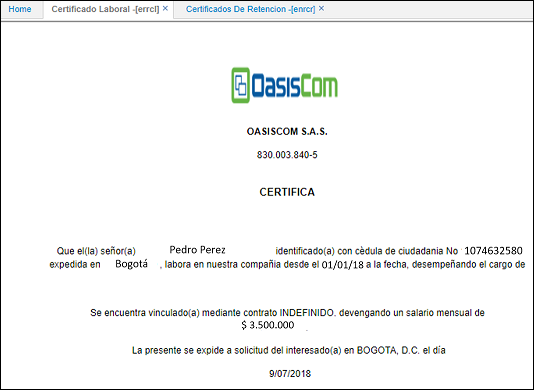 Home Certificado Laboral -[errcl] × Certificados De Retencion -[enrcr] ×
OasisCom
OASISCOM S.A.S.
830.003.840-5
CERTIFICA
Que el(la) señor(a) Pedro Perez identificado(a) con cèdula de ciudadania No 1074632580
expedida en Bogotá , labora en nuestra compañia desde el 01/01/18 a la fecha, desempeñando el cargo de
Se encuentra vinculado(a) mediante contrato INDEFINIDO. devengando un salario mensual de
$ 3.500.000 .
La presente se expide a solicitud del interesado(a) en BOGOTA, D.C. el día
9/07/2018